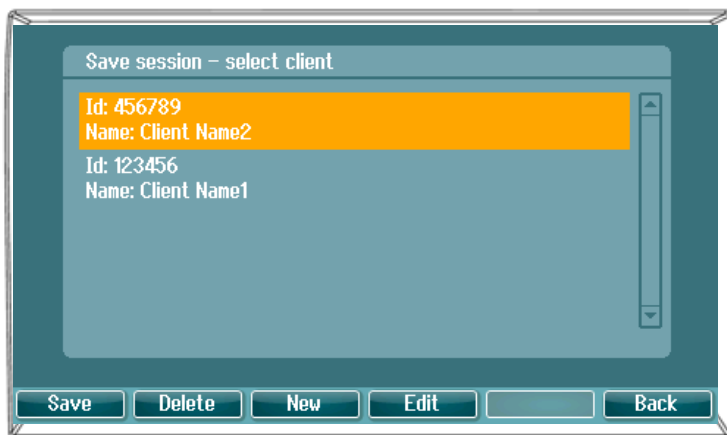 Save session – select client
Id: 456789
Name: Client Name2
Id: 123456
Name: Client Name1
Save Delete New Edit Back